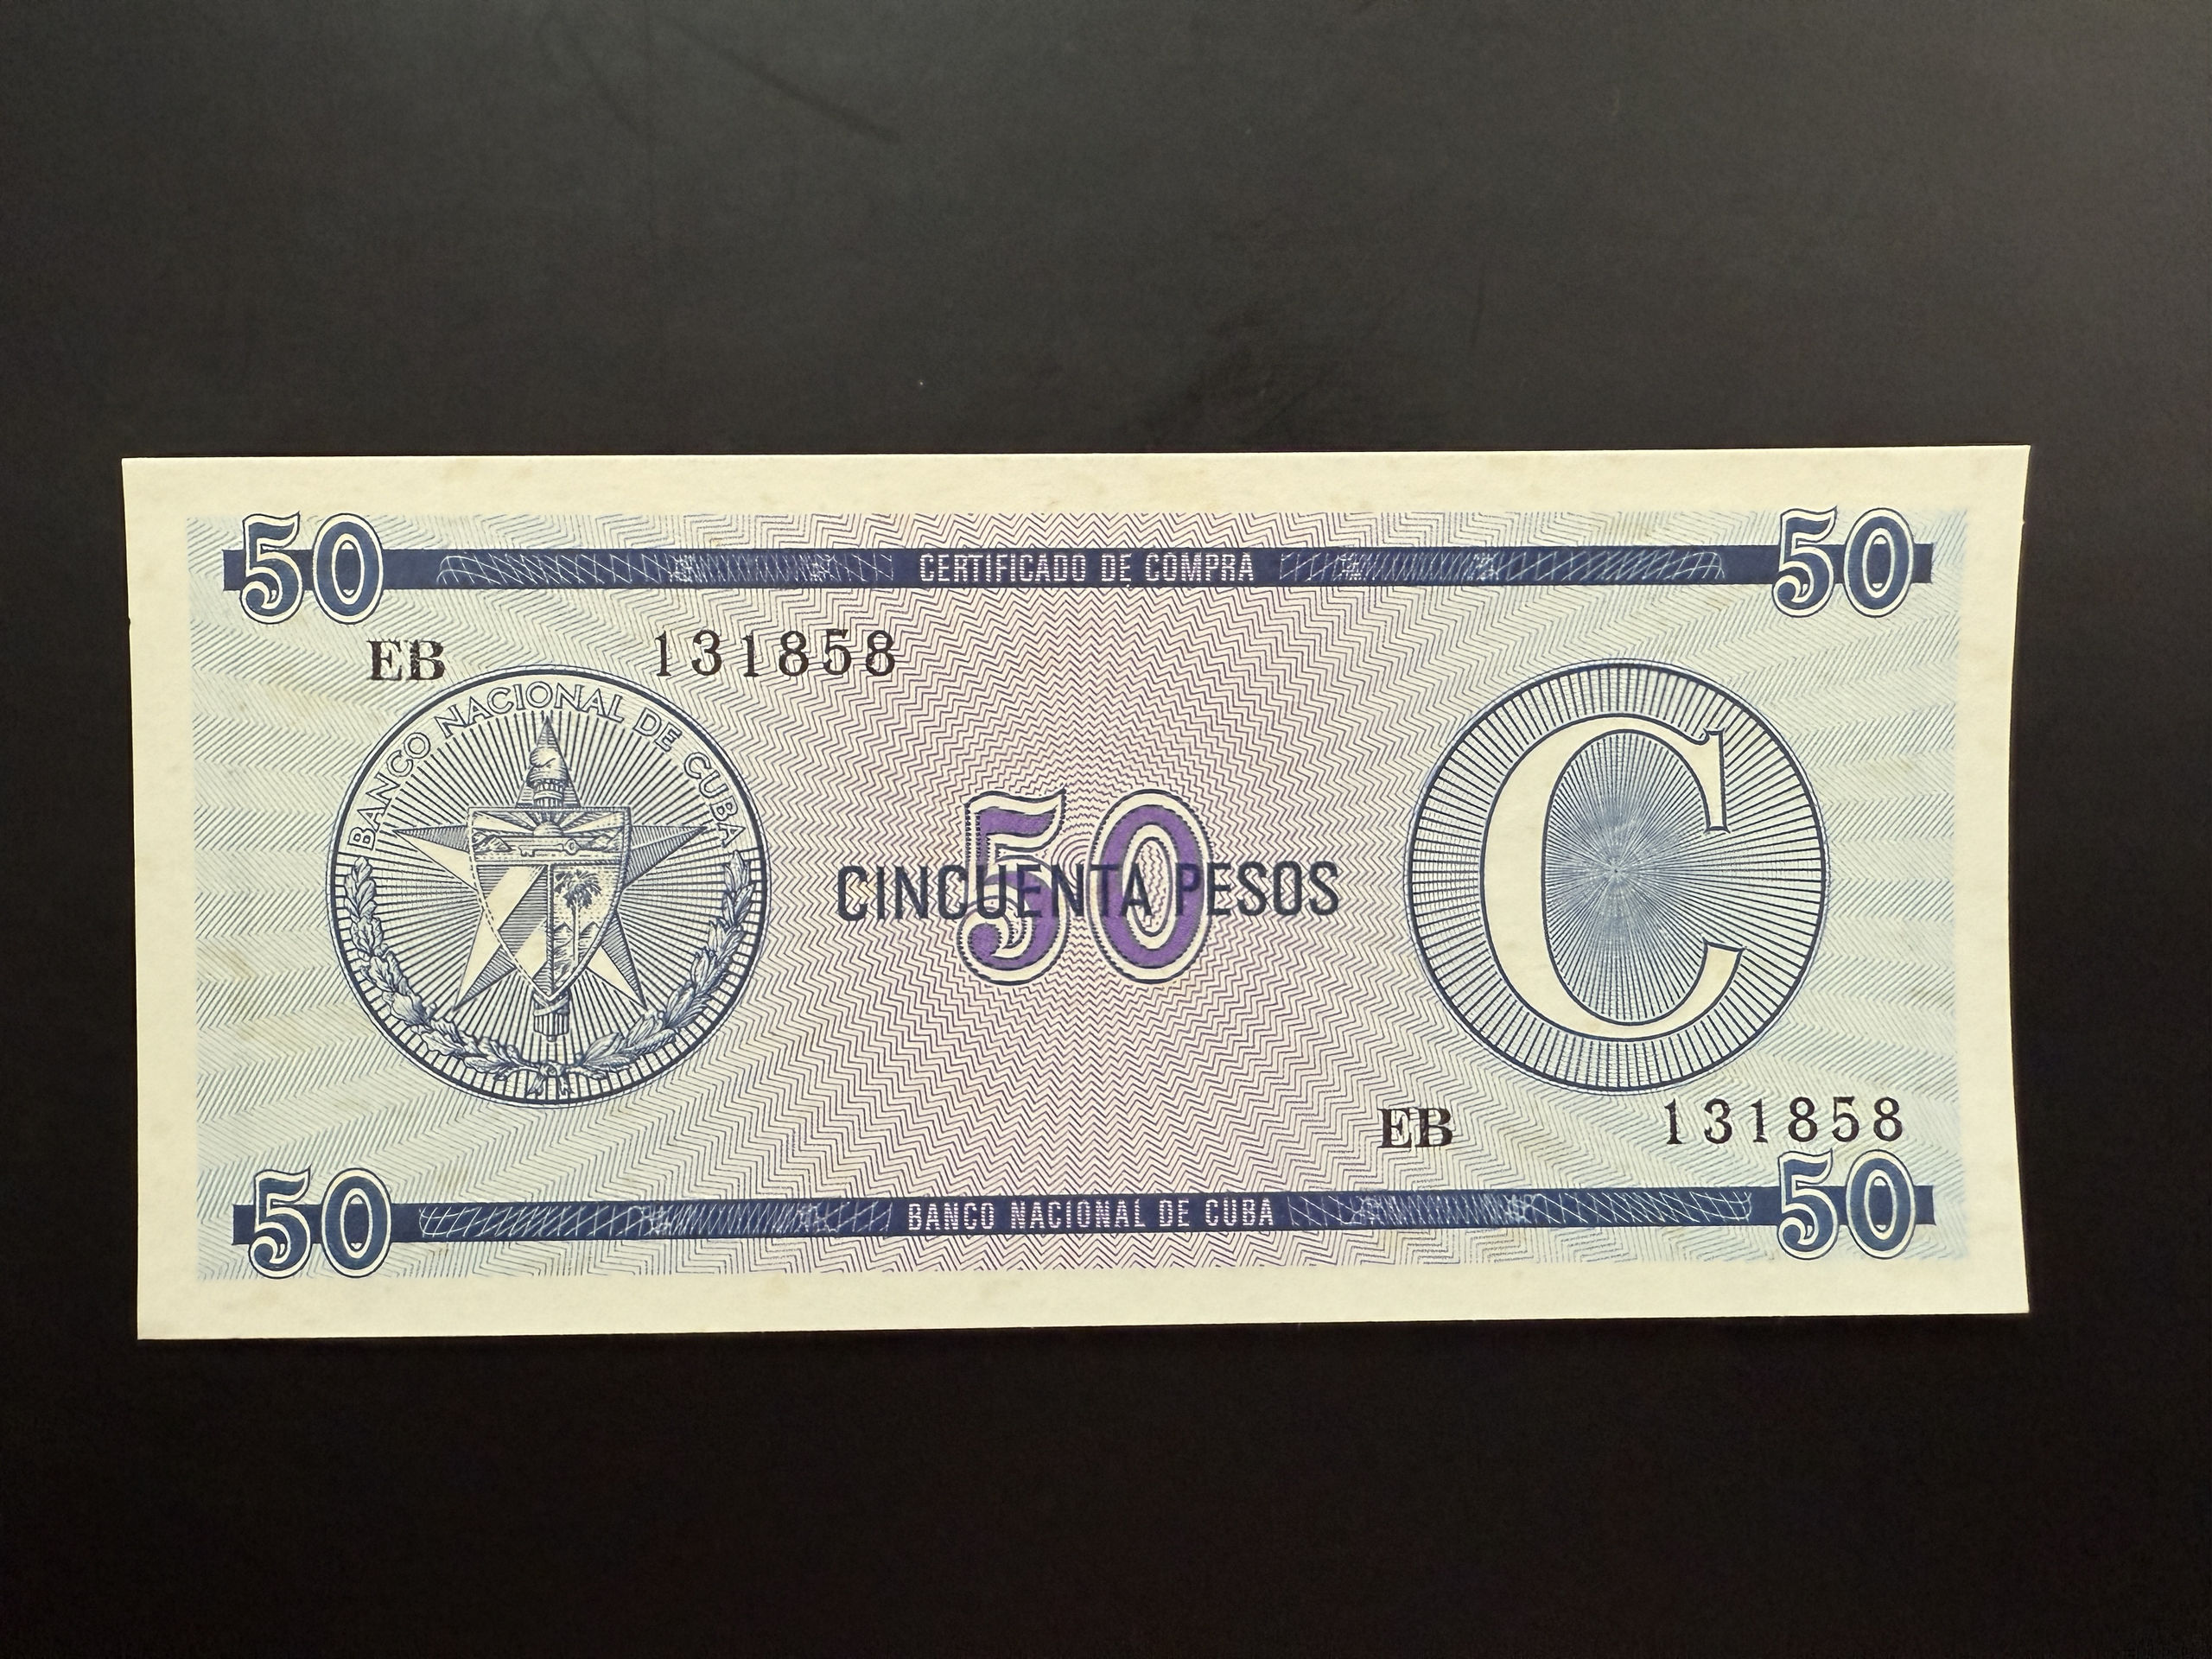 50 CERTIFICADO DE COMPRA 50
EB 131858
BANCO NACIONAL DE CUBA
C
50
CINCUENTA PESOS
EB 131858
50 BANCO NACIONAL DE CUBA 50